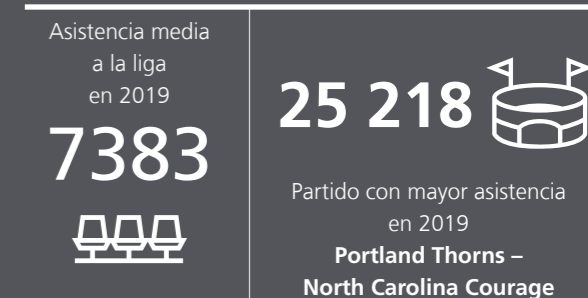 Asistencia media
a la liga
en 2019
7383
25 218
Partido con mayor asistencia
en 2019
Portland Thorns –
North Carolina Courage